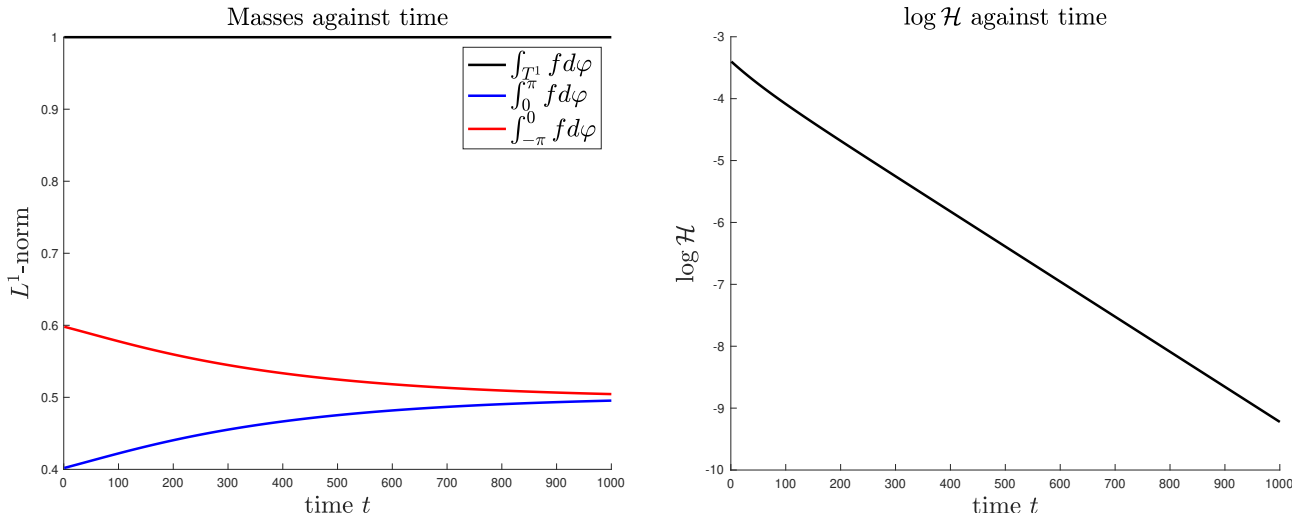 Masses against time
1
0.9
0.8
0.7
0.6
0.5
0.4
0 100 200 300 400 500 600 700 800 900 1000
L¹-norm
time t
∫_{T¹} f dφ
∫_0^π f dφ
∫_{-π}^0 f dφ
log ℋ against time
-3
-4
-5
-6
-7
-8
-9
-10
0 100 200 300 400 500 600 700 800 900 1000
log ℋ
time t